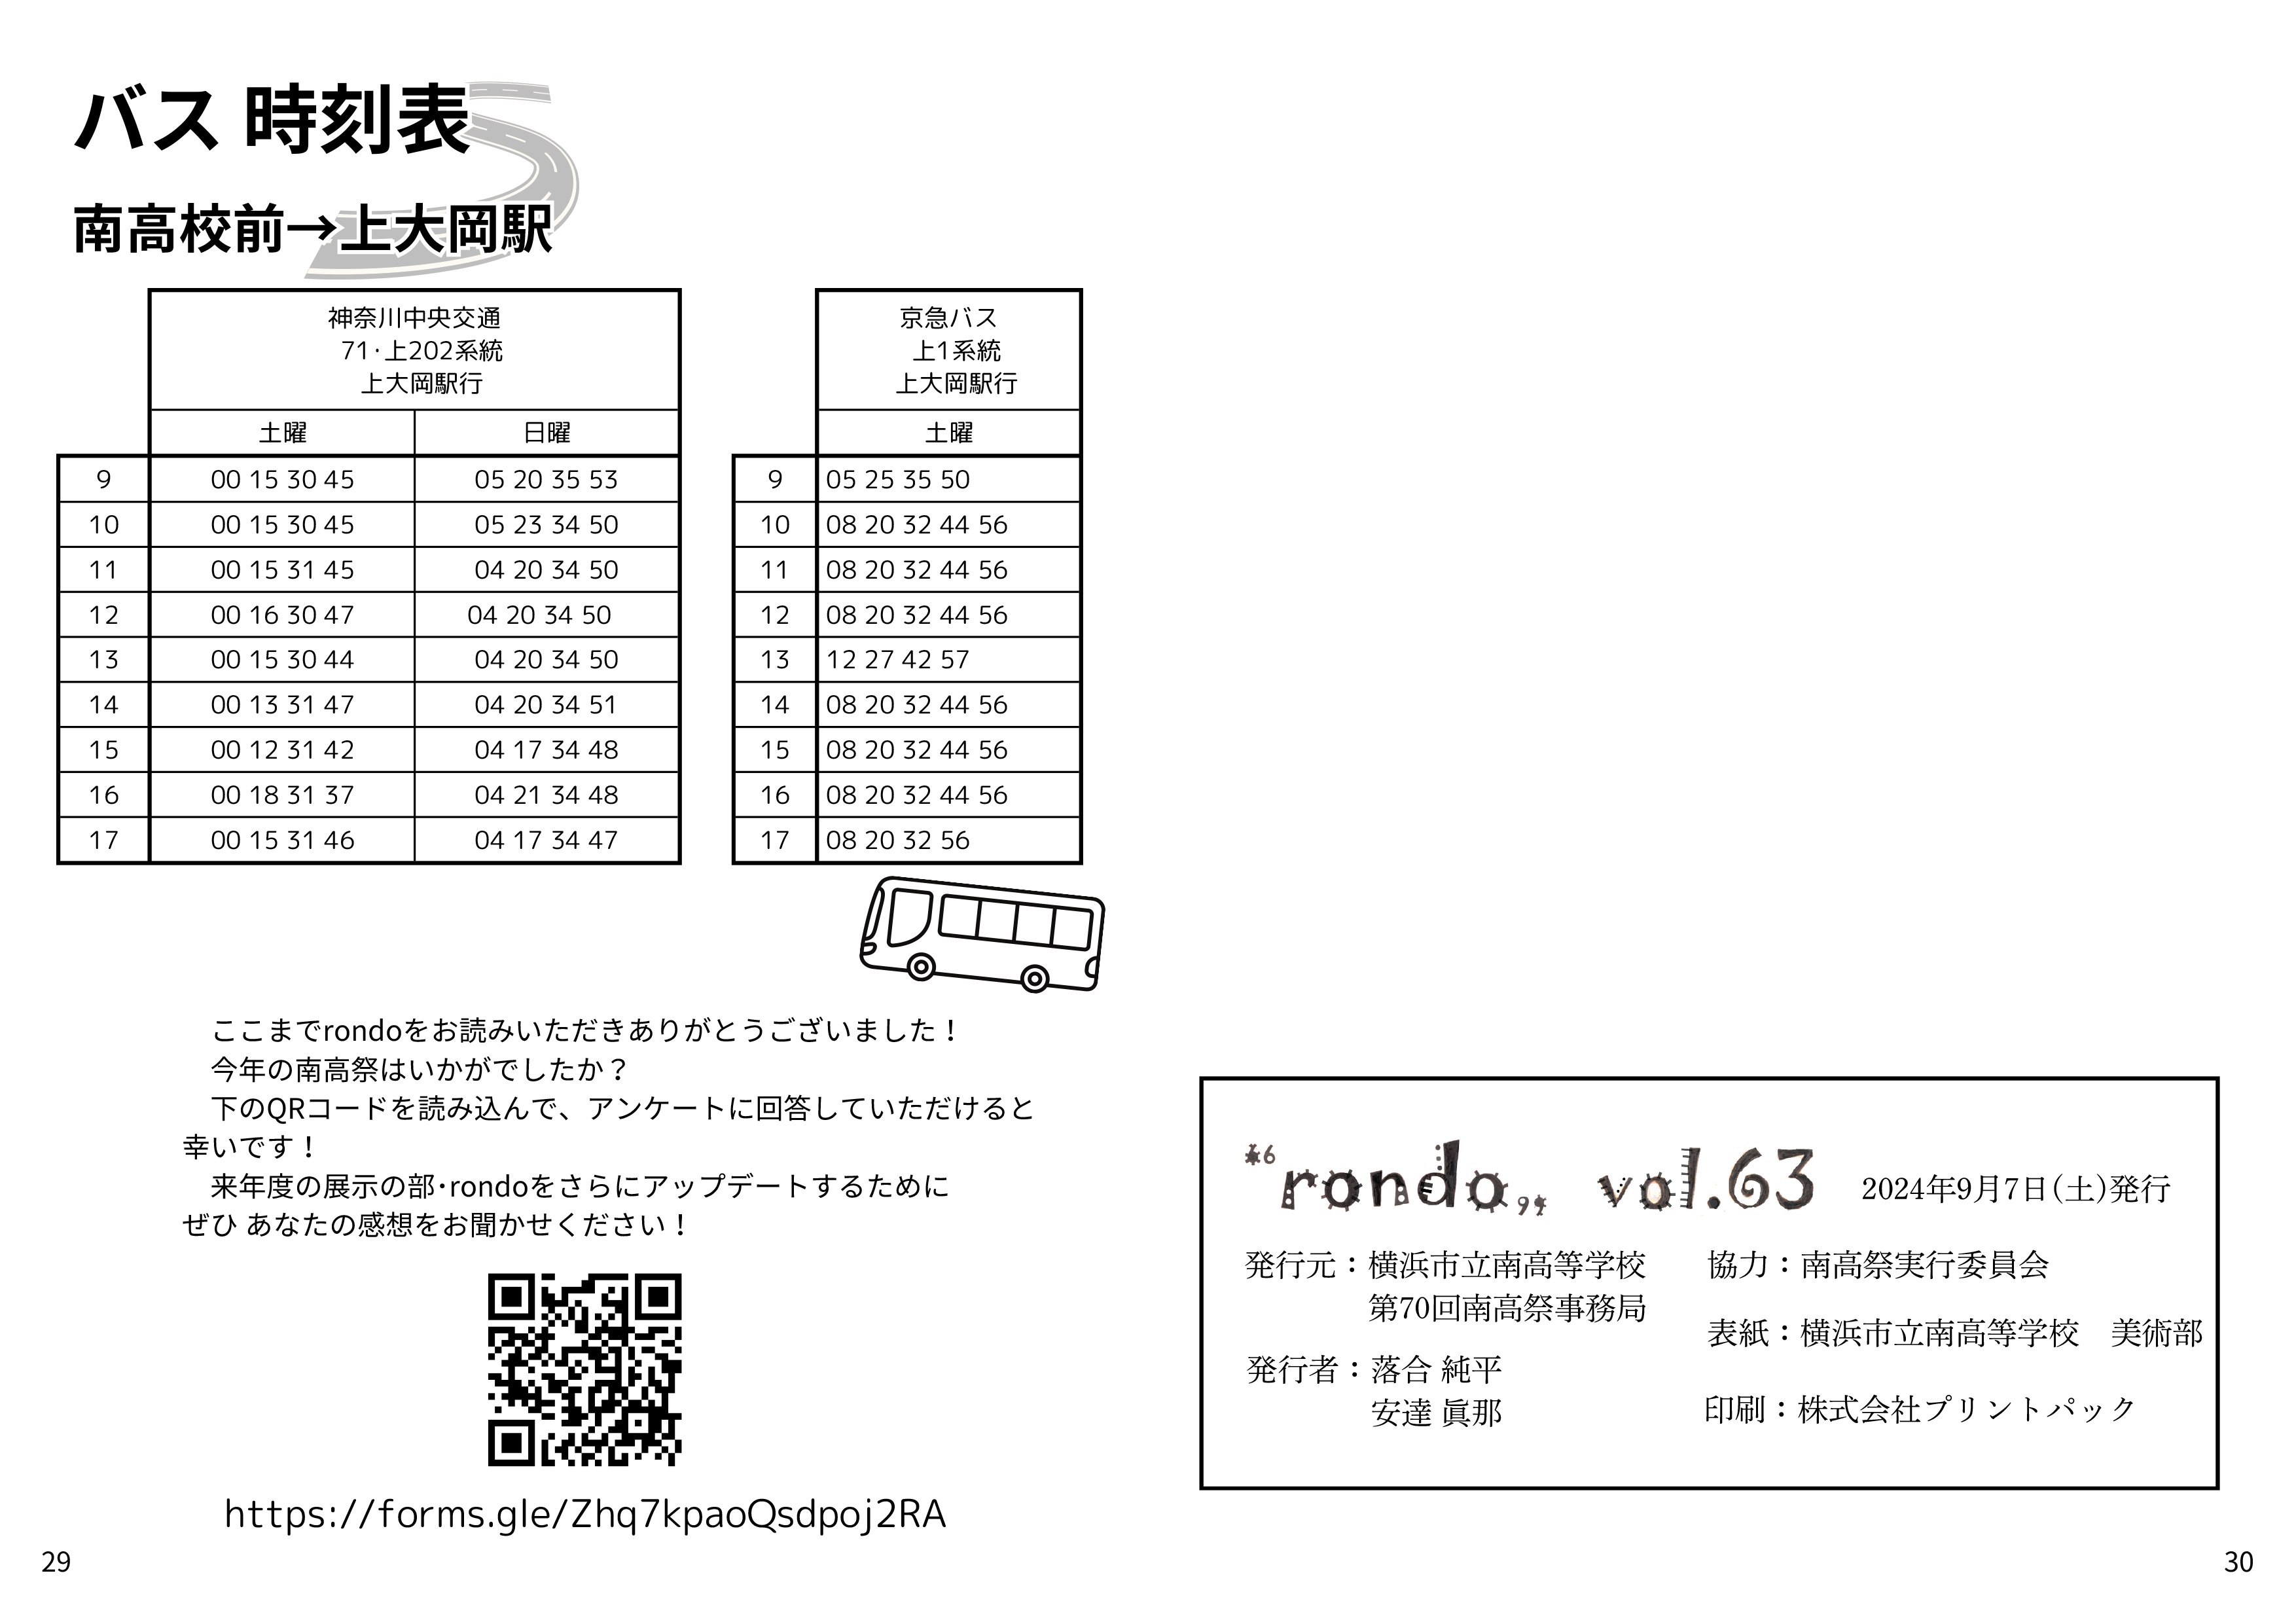 バス 時刻表
南高校前→上大岡駅
神奈川中央交通
71･上202系統
上大岡駅行
土曜 日曜
9 00 15 30 45 05 20 35 53
10 00 15 30 45 05 23 34 50
11 00 15 31 45 04 20 34 50
12 00 16 30 47 04 20 34 50
13 00 15 30 44 04 20 34 50
14 00 13 31 47 04 20 34 51
15 00 12 31 42 04 17 34 48
16 00 18 31 37 04 21 34 48
17 00 15 31 46 04 17 34 47
京急バス
上1系統
上大岡駅行
土曜
9 05 25 35 50
10 08 20 32 44 56
11 08 20 32 44 56
12 08 20 32 44 56
13 12 27 42 57
14 08 20 32 44 56
15 08 20 32 44 56
16 08 20 32 44 56
17 08 20 32 56
ここまでrondoをお読みいただきありがとうございました！
今年の南高祭はいかがでしたか？
下のQRコードを読み込んで、アンケートに回答していただけると
幸いです！
来年度の展示の部･rondoをさらにアップデートするために
ぜひ あなたの感想をお聞かせください！
https://forms.gle/Zhq7kpaoQsdpoj2RA
29
rondo vol.63 2024年9月7日(土)発行
発行元：横浜市立南高等学校
第70回南高祭事務局
発行者：落合 純平
安達 眞那
協力：南高祭実行委員会
表紙：横浜市立南高等学校　美術部
印刷：株式会社プリントパック
30